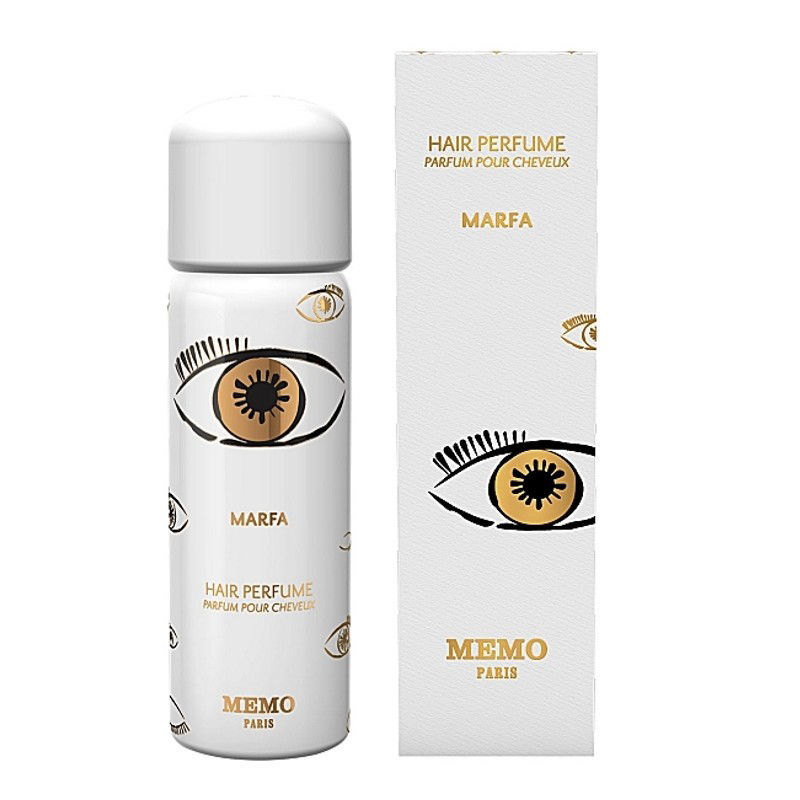 MARFA
HAIR PERFUME
PARFUM POUR CHEVEUX
MEMO
PARIS
HAIR PERFUME
PARFUM POUR CHEVEUX
MARFA
MEMO
PARIS